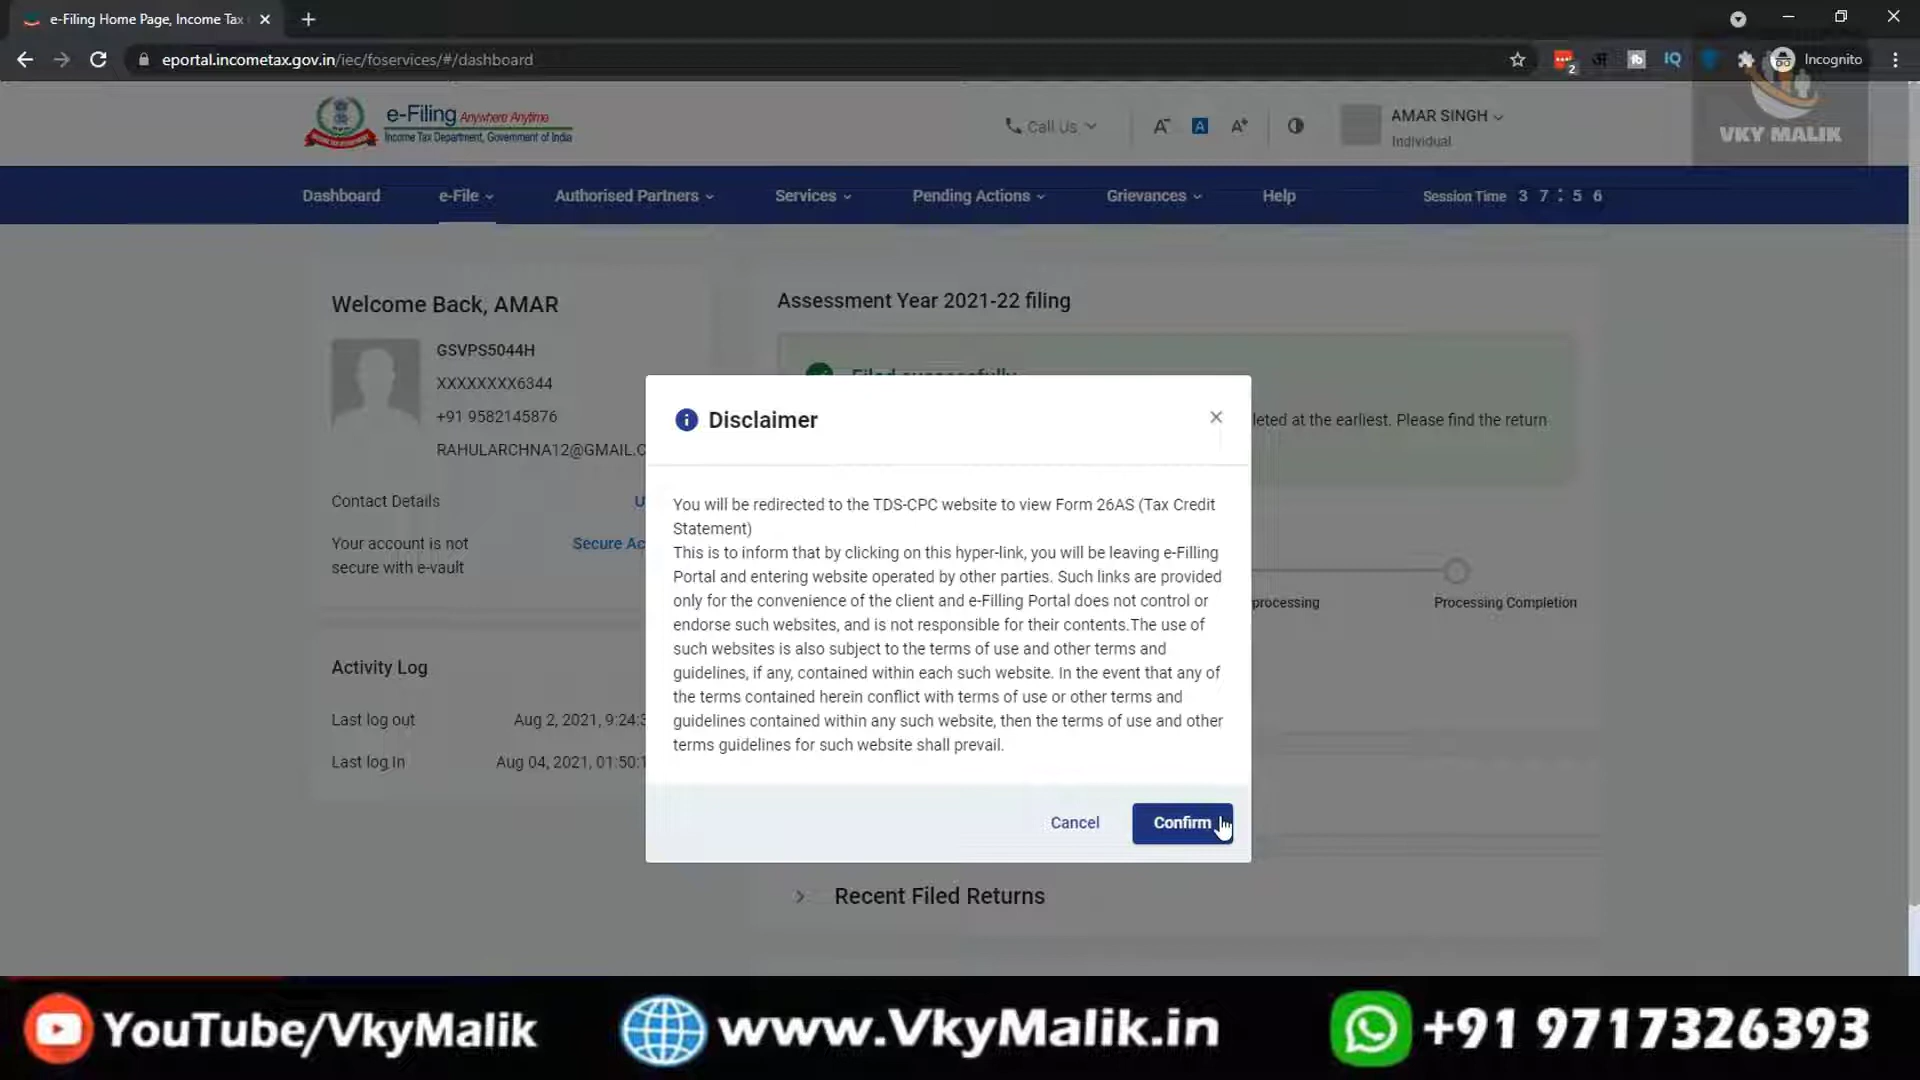 e-Filing Home Page, Income Tax
eportal.incometax.gov.in/iec/foservices/#/dashboard
2
IQ
Incognito
e-Filing Anywhere Anytime
Income Tax Department, Government of India
Call Us
A- A A+
AMAR SINGH
Individual
VKY MALIK
Dashboard e-File Authorised Partners Services Pending Actions Grievances Help Session Time 3 7 : 5 6
Welcome Back, AMAR
GSVPS5044H
XXXXXXXX6344
+91 9582145876
RAHULARCHNA12@GMAIL.C
Contact Details U
Your account is not
secure with e-vault
Secure Ac
Activity Log
Last log out Aug 2, 2021, 9:24:3
Last log In Aug 04, 2021, 01:50:1
Assessment Year 2021-22 filing
Filed successfully
leted at the earliest. Please find the return
processing
Processing Completion
Disclaimer
You will be redirected to the TDS-CPC website to view Form 26AS (Tax Credit
Statement)
This is to inform that by clicking on this hyper-link, you will be leaving e-Filling
Portal and entering website operated by other parties. Such links are provided
only for the convenience of the client and e-Filling Portal does not control or
endorse such websites, and is not responsible for their contents.The use of
such websites is also subject to the terms of use and other terms and
guidelines, if any, contained within each such website. In the event that any of
the terms contained herein conflict with terms of use or other terms and
guidelines contained within any such website, then the terms of use and other
terms guidelines for such website shall prevail.
Cancel Confirm
Recent Filed Returns
YouTube/VkyMalik www.VkyMalik.in +91 9717326393